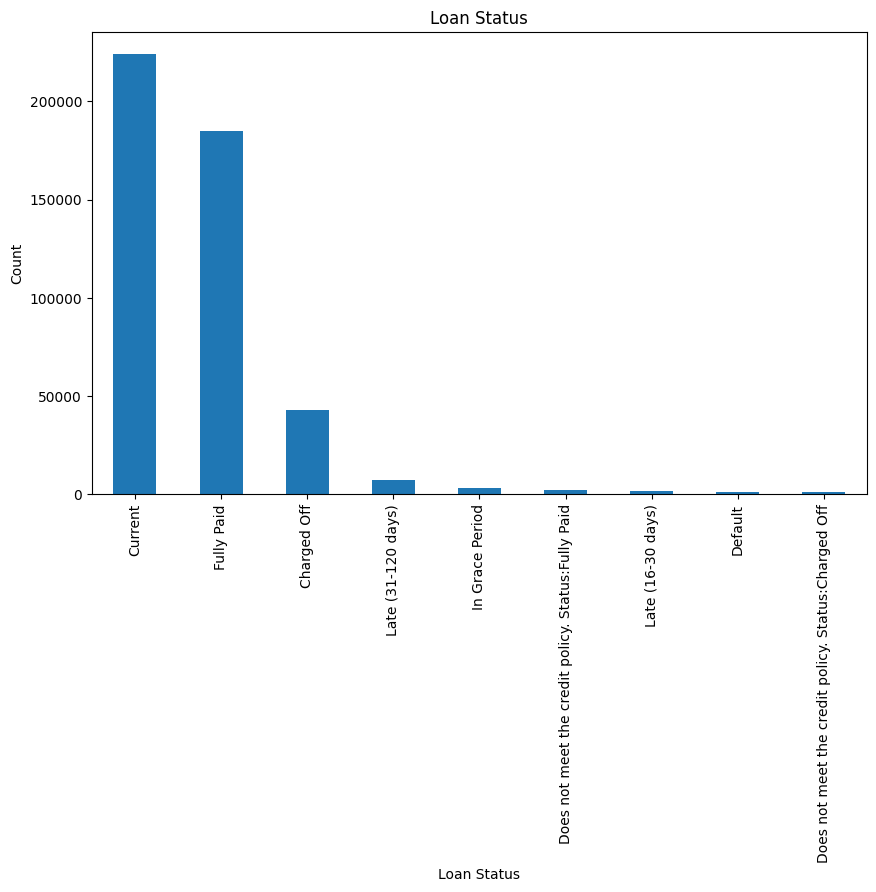 Loan Status
Count
200000
150000
100000
50000
0
Current
Fully Paid
Charged Off
Late (31-120 days)
In Grace Period
Does not meet the credit policy. Status:Fully Paid
Late (16-30 days)
Default
Does not meet the credit policy. Status:Charged Off
Loan Status